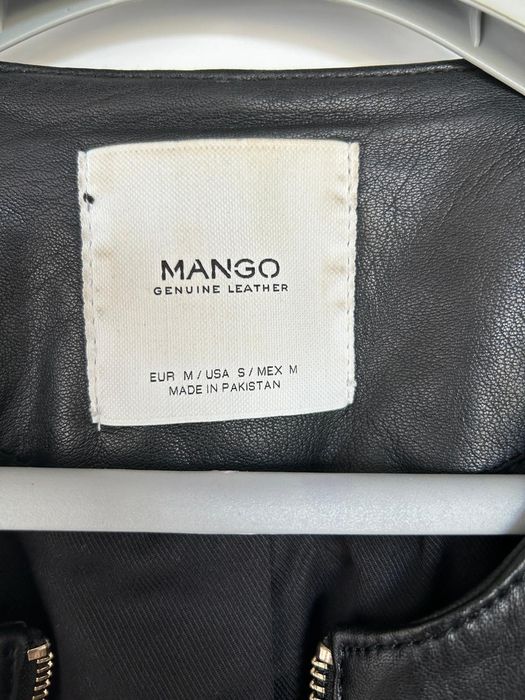 MANGO
GENUINE LEATHER
EUR M / USA S / MEX M
MADE IN PAKISTAN